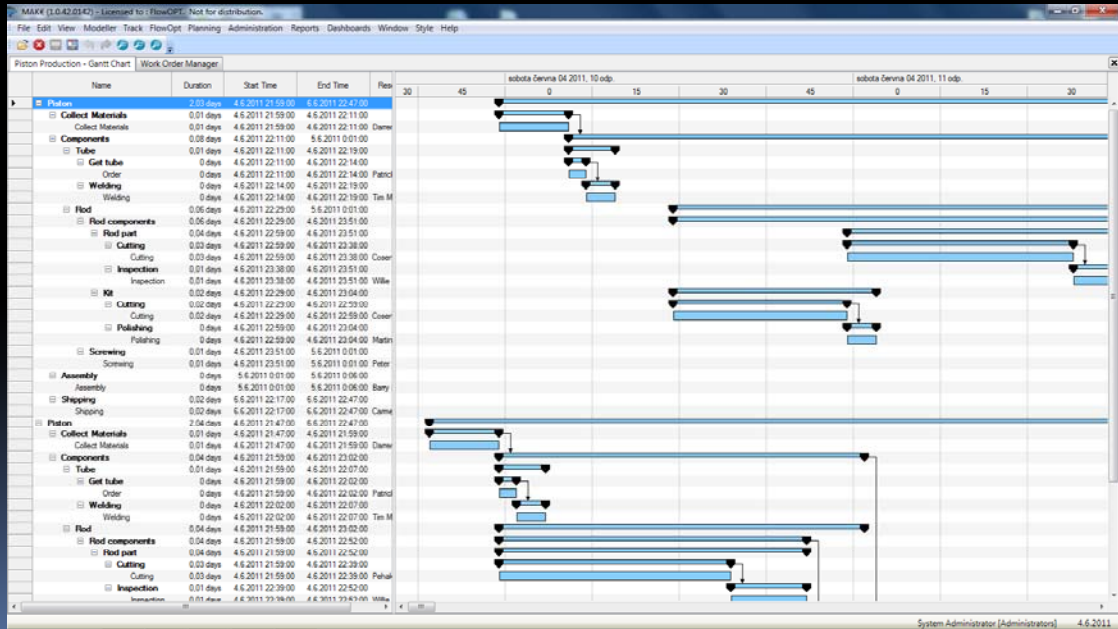 MAKE (1.0.42.0142) - Licensed to : FlowOPT. Not for distribution.
File Edit View Modeller Track FlowOpt Planning Administration Reports Dashboards Window Style Help
Piston Production - Gantt Chart Work Order Manager
sobota června 04 2011, 10 odp. sobota června 04 2011, 11 odp.
Name Duration Start Time End Time 30 45 0 15 30 45 0 15 30
Piston 2,03 days 4.6.2011 21:59:00 6.6.2011 22:47:00
Collect Materials 0,01 days 4.6.2011 21:59:00 4.6.2011 22:11:00
Collect Materials 0,01 days 4.6.2011 21:59:00 4.6.2011 22:11:00 Darre
Components 0,08 days 4.6.2011 22:11:00 5.6.2011 0:01:00
Tube 0,01 days 4.6.2011 22:11:00 4.6.2011 22:19:00
Get tube 0 days 4.6.2011 22:11:00 4.6.2011 22:14:00
Order 0 days 4.6.2011 22:11:00 4.6.2011 22:14:00 Patric
Welding 0 days 4.6.2011 22:14:00 4.6.2011 22:19:00
Welding 0 days 4.6.2011 22:14:00 4.6.2011 22:19:00 Tim M
Rod 0,06 days 4.6.2011 22:29:00 5.6.2011 0:01:00
Rod components 0,06 days 4.6.2011 22:29:00 4.6.2011 23:51:00
Rod part 0,04 days 4.6.2011 22:59:00 4.6.2011 23:51:00
Cutting 0,03 days 4.6.2011 22:59:00 4.6.2011 23:38:00
Cutting 0,03 days 4.6.2011 22:59:00 4.6.2011 23:38:00 Coser
Inspection 0,01 days 4.6.2011 23:38:00 4.6.2011 23:51:00
Inspection 0,01 days 4.6.2011 23:38:00 4.6.2011 23:51:00 Willie
Kit 0,02 days 4.6.2011 22:29:00 4.6.2011 23:04:00
Cutting 0,02 days 4.6.2011 22:29:00 4.6.2011 22:59:00
Cutting 0,02 days 4.6.2011 22:29:00 4.6.2011 22:59:00 Coser
Polishing 0 days 4.6.2011 22:59:00 4.6.2011 23:04:00
Polishing 0 days 4.6.2011 22:59:00 4.6.2011 23:04:00 Martin
Screwing 0,01 days 4.6.2011 23:51:00 5.6.2011 0:01:00
Screwing 0,01 days 4.6.2011 23:51:00 5.6.2011 0:01:00 Peter
Assembly 0 days 5.6.2011 0:01:00 5.6.2011 0:06:00
Assembly 0 days 5.6.2011 0:01:00 5.6.2011 0:06:00 Barry
Shipping 0,02 days 6.6.2011 22:17:00 6.6.2011 22:47:00
Shipping 0,02 days 6.6.2011 22:17:00 6.6.2011 22:47:00 Carme
Piston 2,04 days 4.6.2011 21:47:00 6.6.2011 22:47:00
Collect Materials 0,01 days 4.6.2011 21:47:00 4.6.2011 21:59:00
Collect Materials 0,01 days 4.6.2011 21:47:00 4.6.2011 21:59:00 Darre
Components 0,04 days 4.6.2011 21:59:00 4.6.2011 23:02:00
Tube 0,01 days 4.6.2011 21:59:00 4.6.2011 22:07:00
Get tube 0 days 4.6.2011 21:59:00 4.6.2011 22:02:00
Order 0 days 4.6.2011 21:59:00 4.6.2011 22:02:00 Patric
Welding 0 days 4.6.2011 22:02:00 4.6.2011 22:07:00
Welding 0 days 4.6.2011 22:02:00 4.6.2011 22:07:00 Tim M
Rod 0,04 days 4.6.2011 21:59:00 4.6.2011 23:02:00
Rod components 0,04 days 4.6.2011 21:59:00 4.6.2011 22:52:00
Rod part 0,04 days 4.6.2011 21:59:00 4.6.2011 22:52:00
Cutting 0,03 days 4.6.2011 21:59:00 4.6.2011 22:39:00
Cutting 0,03 days 4.6.2011 21:59:00 4.6.2011 22:39:00 Pehal
Inspection 0,01 days 4.6.2011 22:39:00 4.6.2011 22:52:00
System Administrator [Administrators] 4.6.2011